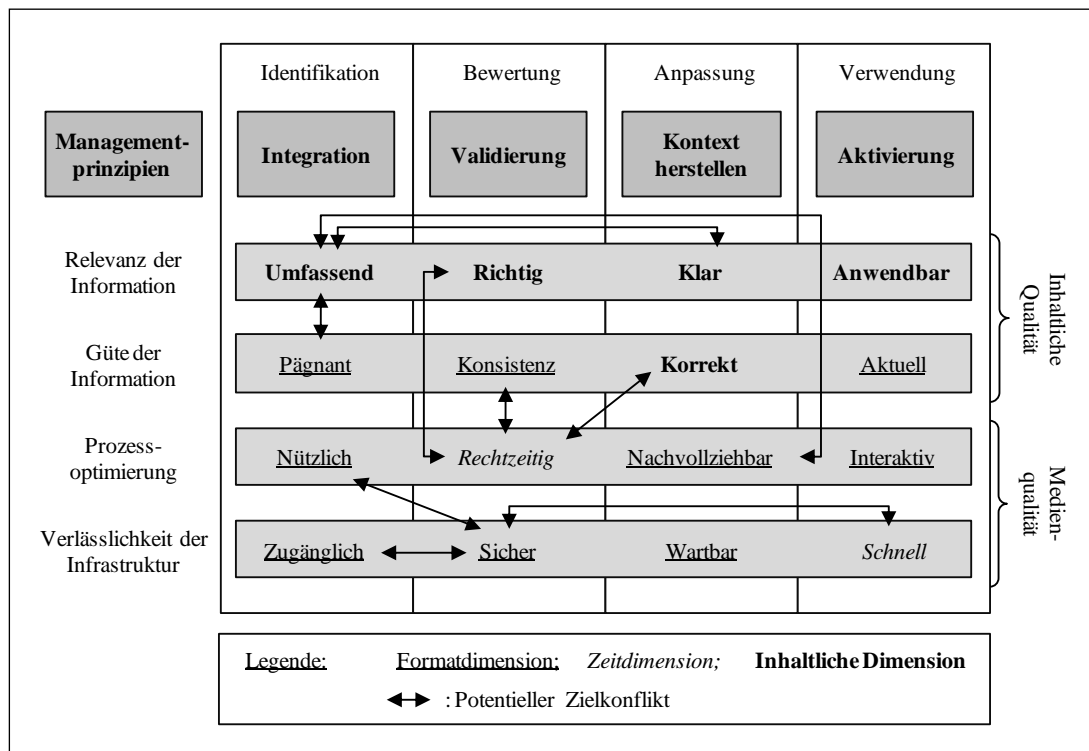 Identifikation Bewertung Anpassung Verwendung
Management-
prinzipien
Integration Validierung Kontext
herstellen
Aktivierung
Relevanz der
Information
Umfassend Richtig Klar Anwendbar
Güte der
Information
Pägnant Konsistenz Korrekt Aktuell
Inhaltliche
Qualität
Prozess-
optimierung
Nützlich Rechtzeitig Nachvollziehbar Interaktiv
Verlässlichkeit der
Infrastruktur
Zugänglich Sicher Wartbar Schnell
Medien-
qualität
Legende: Formatdimension; Zeitdimension; Inhaltliche Dimension
: Potentieller Zielkonflikt